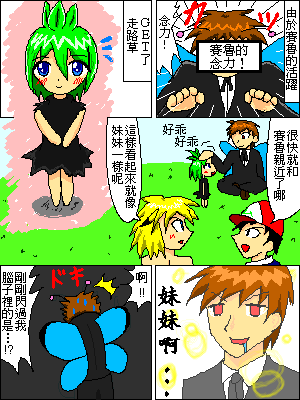 由於賽魯的活躍
念力！
賽魯的
念力！
GET了
走路草
很快就和
賽魯親近了哪
好乖
好乖
這樣看起來就像
妹妹一樣呢
妹妹啊...
啊!!
ドキ
剛剛閃過我
腦子裡的是…!?